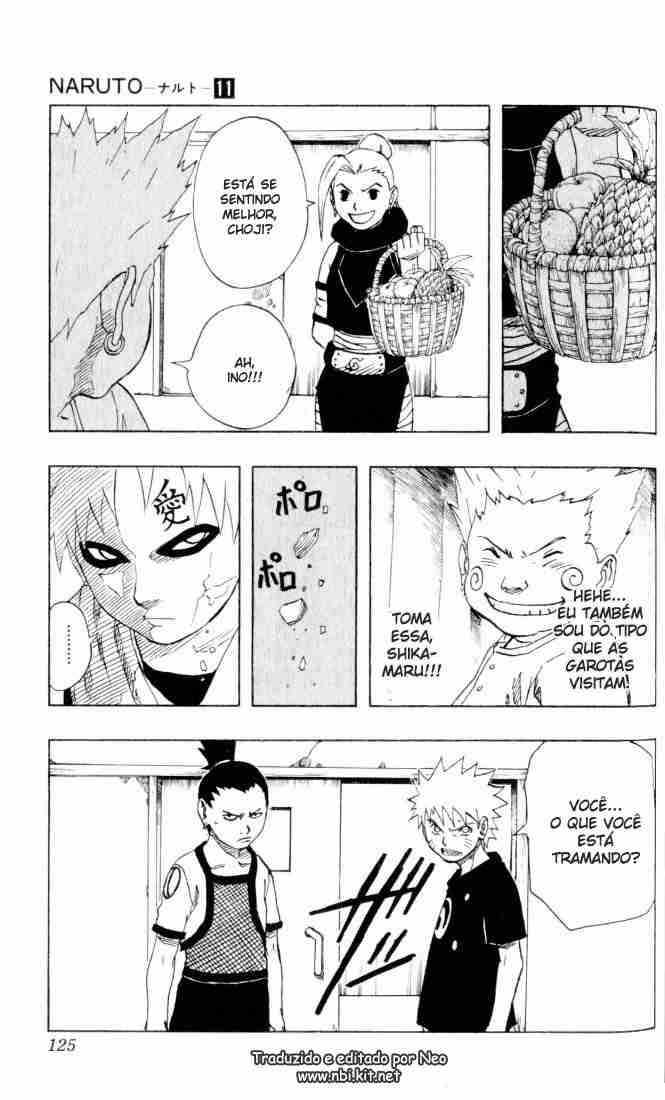 NARUTO—ナルト—11
ESTÁ SE
SENTINDO
MELHOR,
CHOJI?
AH,
INO!!!
HEHE...
EU TAMBÉM
SOU DO TIPO
QUE AS
GAROTAS
VISITAM!
TOMA
ESSA,
SHIKA-
MARU!!!
ポロ
ポロ
愛
........
VOCÊ...
O QUE VOCÊ
ESTÁ
TRAMANDO?
125
Traduzido e editado por Neo
www.nbi.kit.net